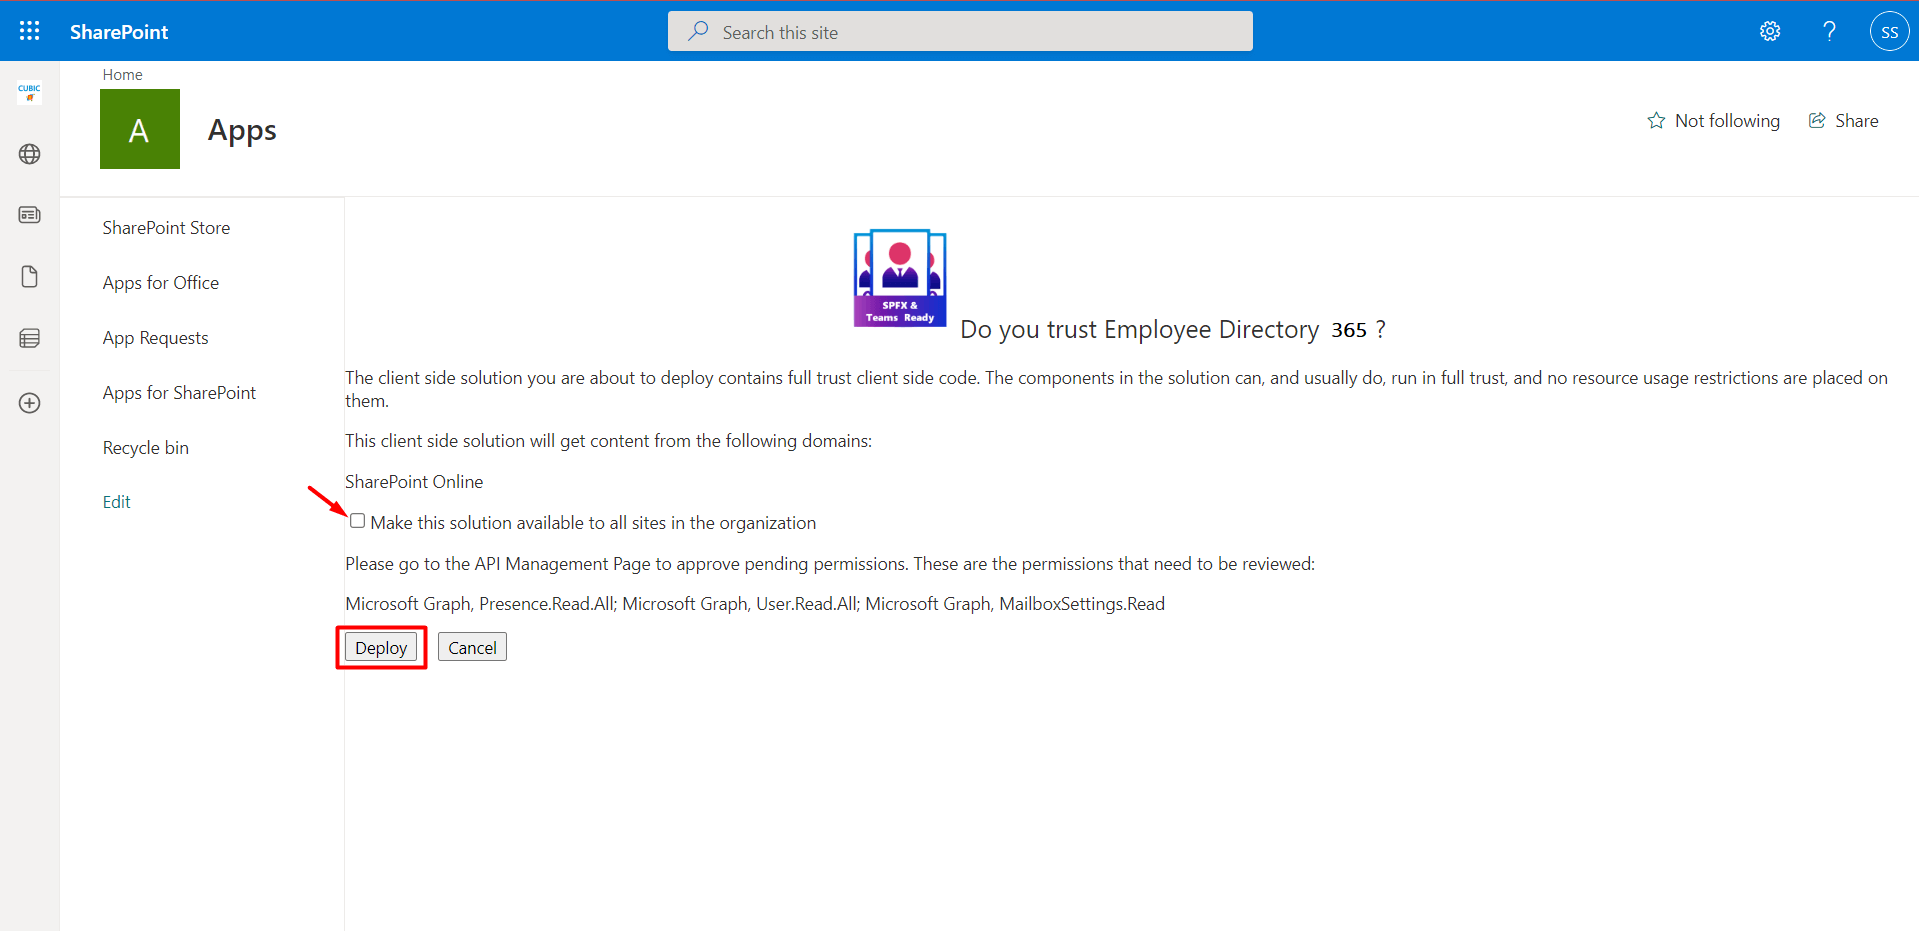 SharePoint
Search this site
?
SS
CUBIC
Home
A
Apps
Not following
Share
SharePoint Store
Apps for Office
App Requests
Apps for SharePoint
Recycle bin
Edit
SPFX &
Teams Ready
Do you trust Employee Directory 365 ?
The client side solution you are about to deploy contains full trust client side code. The components in the solution can, and usually do, run in full trust, and no resource usage restrictions are placed on
them.
This client side solution will get content from the following domains:
SharePoint Online
Make this solution available to all sites in the organization
Please go to the API Management Page to approve pending permissions. These are the permissions that need to be reviewed:
Microsoft Graph, Presence.Read.All; Microsoft Graph, User.Read.All; Microsoft Graph, MailboxSettings.Read
Deploy
Cancel